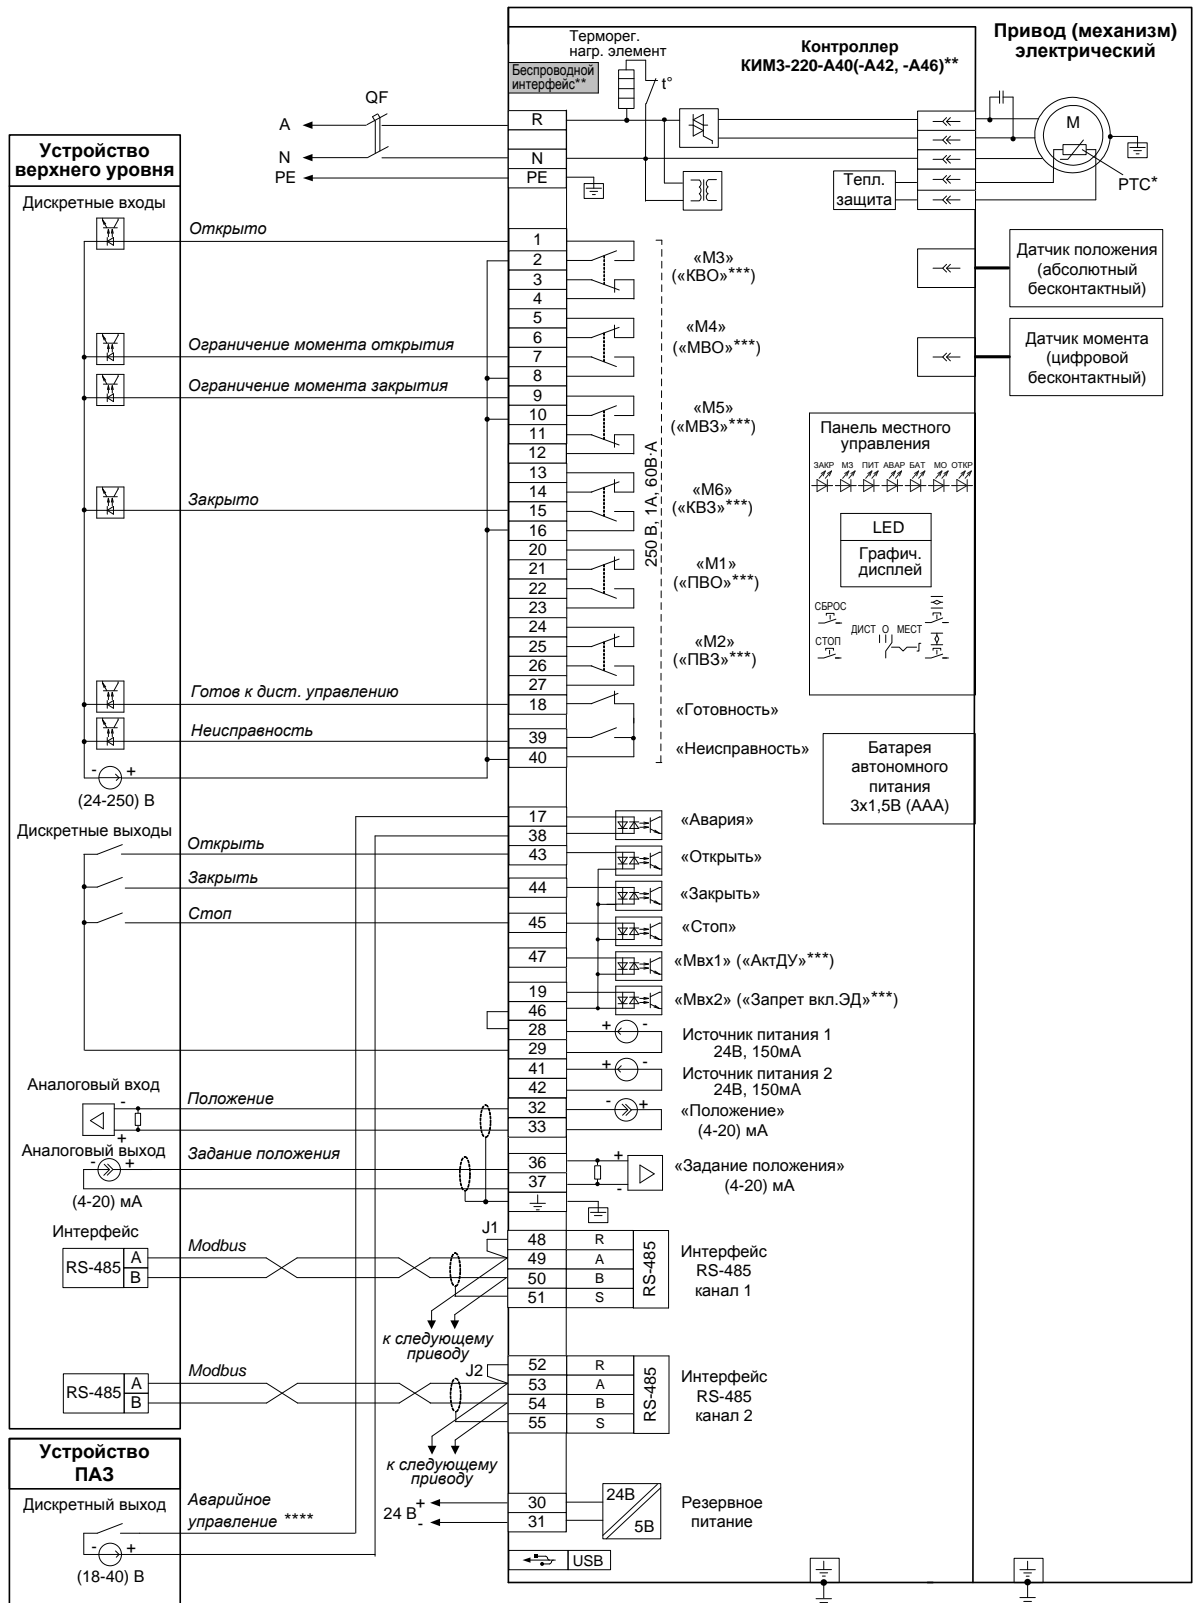 Привод (механизм)
электрический
Терморег.
нагр. элемент
Контроллер
КИМ3-220-А40(-А42, -А46)**
Беспроводной
интерфейс**
t°
QF
A
R
N
N
PE
PE
M
PTC*
Тепл.
защита
Устройство
верхнего уровня
Дискретные входы
Открыто
1
2
3
4
«М3»
(«КВО»***)
Датчик положения
(абсолютный
бесконтактный)
5
6
7
8
«М4»
(«МВО»***)
Ограничение момента открытия
Датчик момента
(цифровой
бесконтактный)
Ограничение момента закрытия
9
10
11
12
«М5»
(«МВЗ»***)
250 В, 1А, 60В·А
Панель местного
управления
ЗАКР МЗ ПИТ АВАР БАТ МО ОТКР
LED
Графич.
дисплей
СБРОС
СТОП
ДИСТ О МЕСТ
Закрыто
13
14
15
16
«М6»
(«КВЗ»***)
20
21
22
23
«М1»
(«ПВО»***)
24
25
26
27
«М2»
(«ПВЗ»***)
Готов к дист. управлению
18
«Готовность»
Неисправность
39
40
«Неисправность»
- +
(24-250) В
Батарея
автономного
питания
3х1,5В (ААА)
Дискретные выходы
17
38
«Авария»
Открыть
43
«Открыть»
Закрыть
44
«Закрыть»
Стоп
45
«Стоп»
47
«Мвх1» («АктДУ»***)
19
«Мвх2» («Запрет вкл.ЭД»***)
46
28
29
+ -
Источник питания 1
24В, 150мА
41
42
+ -
Источник питания 2
24В, 150мА
Аналоговый вход
-
+
Положение
32
33
- +
«Положение»
(4-20) мА
Аналоговый выход
- +
(4-20) мА
Задание положения
36
37
+
-
«Задание положения»
(4-20) мА
Интерфейс
RS-485
A
B
Modbus
J1
48 R
49 A
50 B
51 S
RS-485
Интерфейс
RS-485
канал 1
к следующему
приводу
RS-485
A
B
Modbus
J2
52 R
53 A
54 B
55 S
RS-485
Интерфейс
RS-485
канал 2
к следующему
приводу
Устройство
ПАЗ
Дискретный выход
Аварийное
управление ****
- +
(18-40) В
24 В
+
-
30
31
24В
5В
Резервное
питание
USB